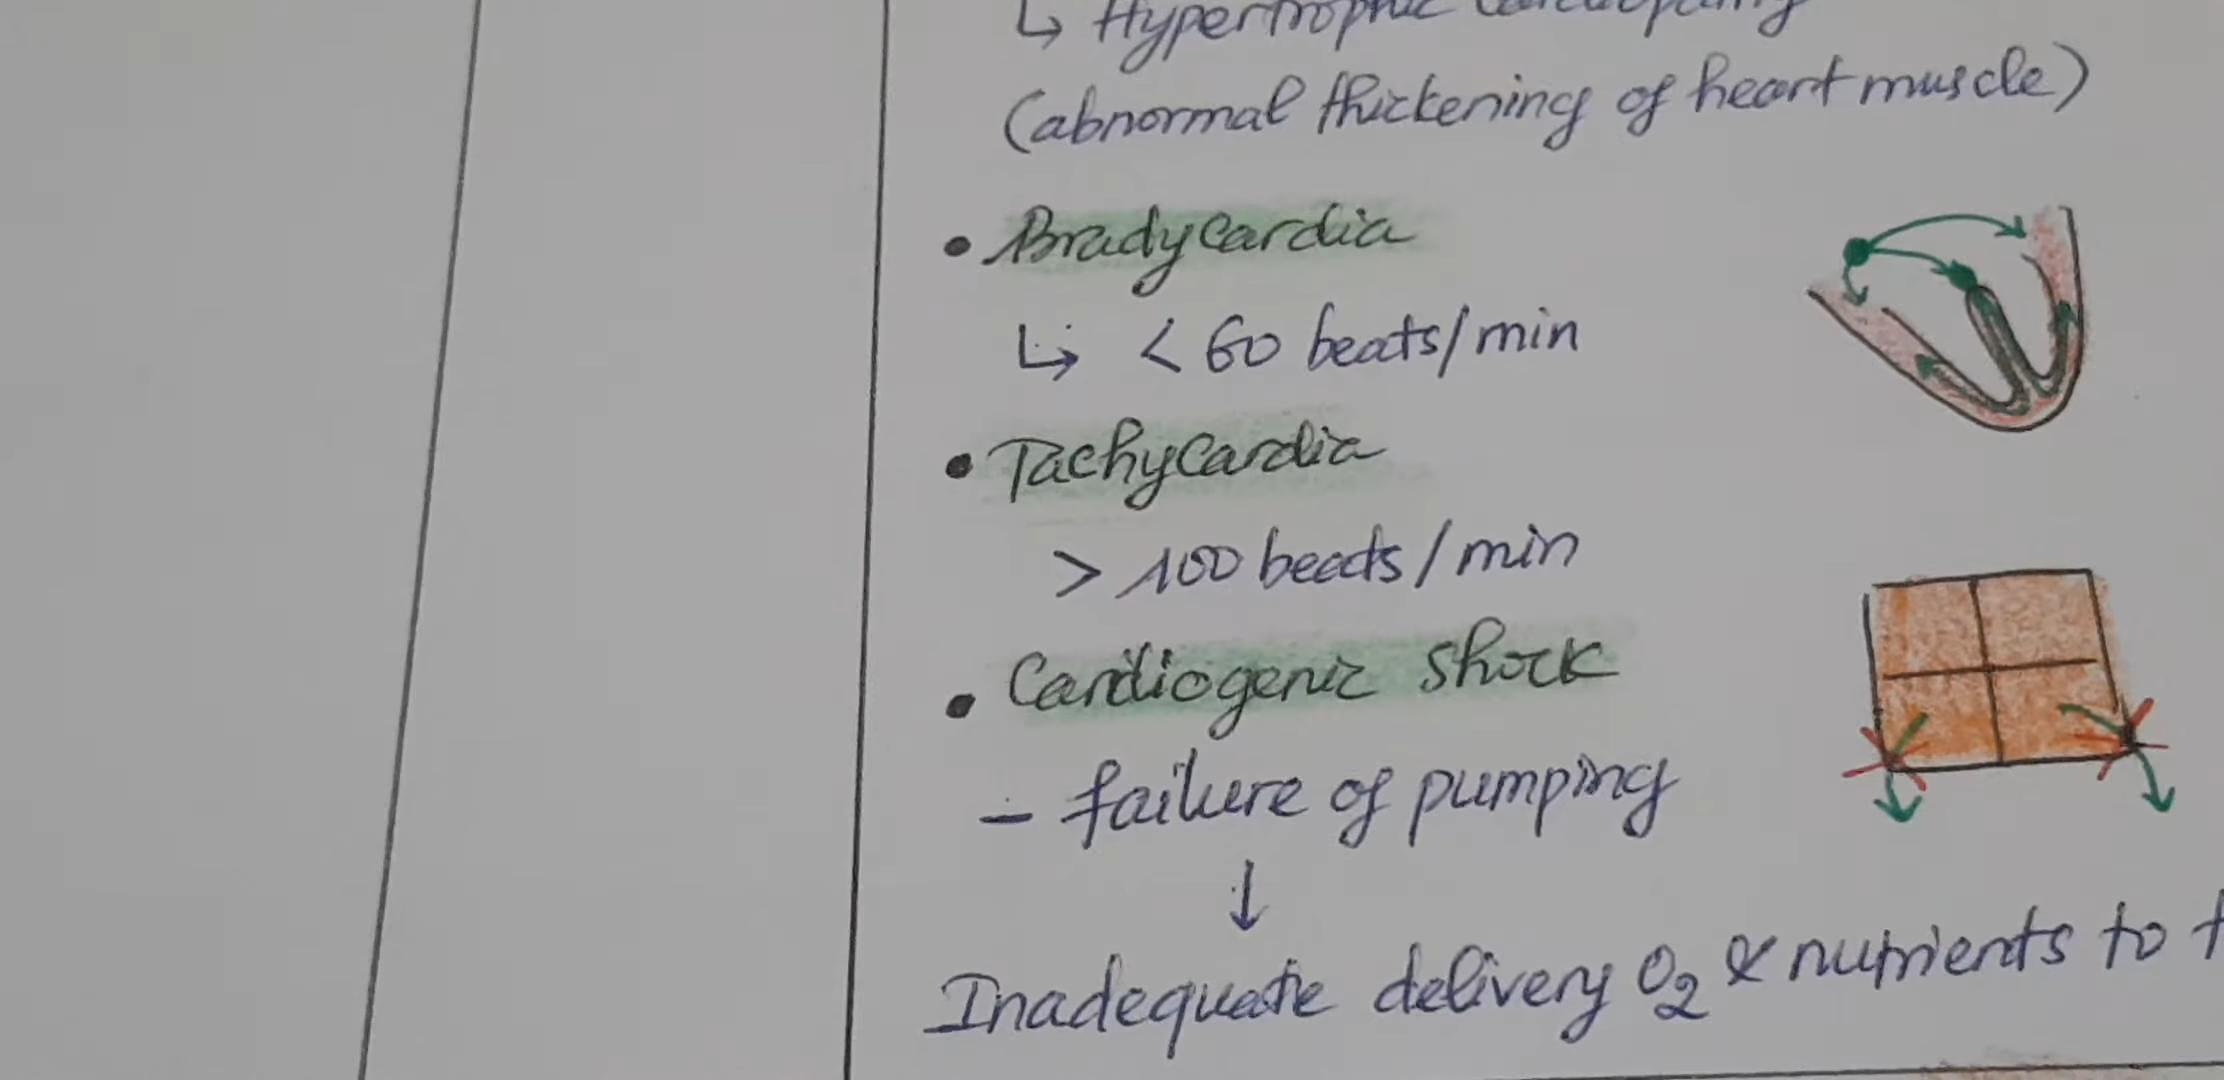 ↳ Hypertrophic
(abnormal thickening of heart muscle)
• Bradycardia
↳ < 60 beats/min
• Tachycardia
> 100 beats/min
• Cardiogenic shock
- failure of pumping
↓
Inadequate delivery O₂ & nutrients to